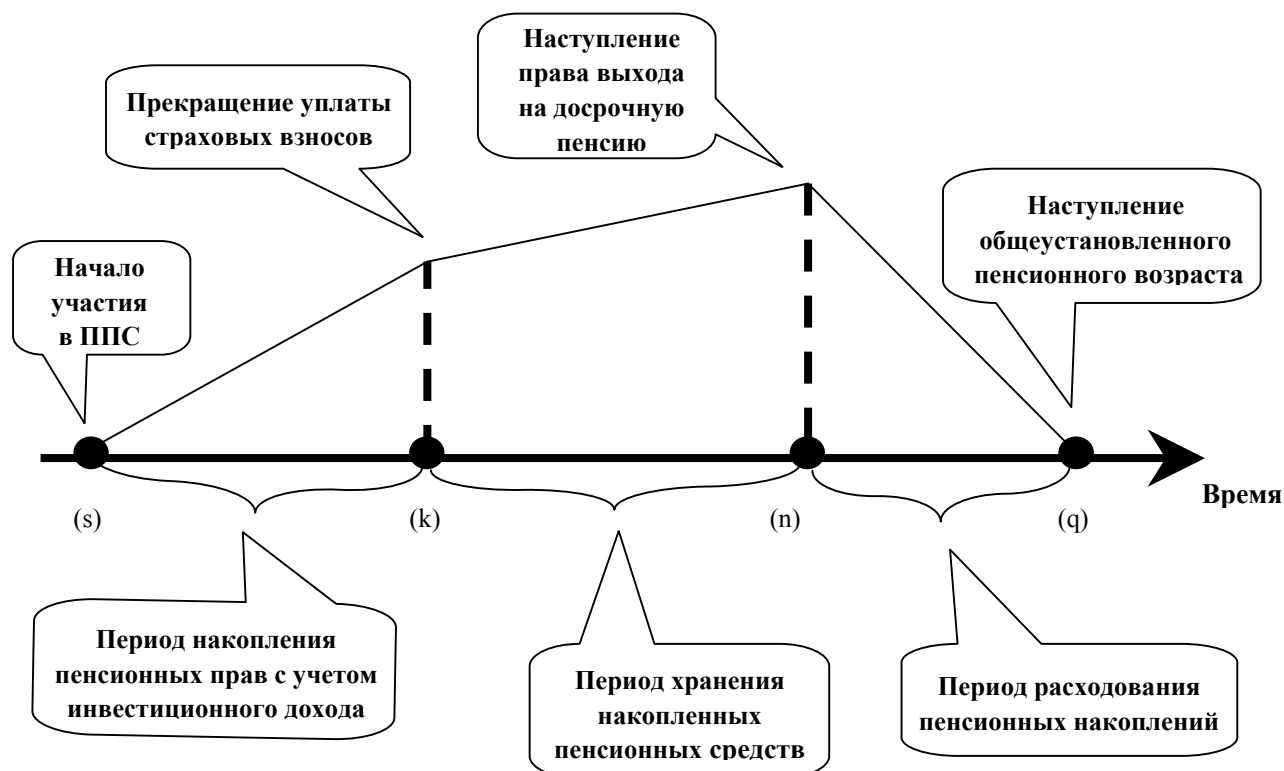 Наступление
права выхода
на досрочную
пенсию
Прекращение уплаты
страховых взносов
Наступление
общеустановленного
пенсионного возраста
Начало
участия
в ППС
Время
(s)
(k)
(n)
(q)
Период накопления
пенсионных прав с учетом
инвестиционного дохода
Период хранения
накопленных
пенсионных средств
Период расходования
пенсионных накоплений